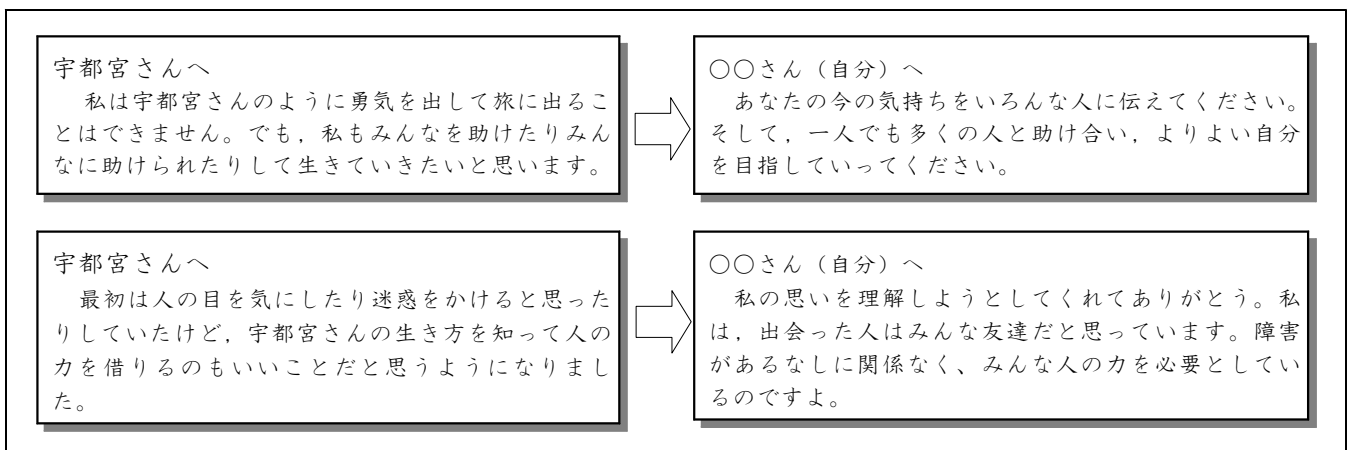 宇都宮さんへ
私は宇都宮さんのように勇気を出して旅に出るこ
とはできません。でも，私もみんなを助けたりみん
なに助けられたりして生きていきたいと思います。
○○さん（自分）へ
あなたの今の気持ちをいろんな人に伝えてください。
そして，一人でも多くの人と助け合い，よりよい自分
を目指していってください。
宇都宮さんへ
最初は人の目を気にしたり迷惑をかけると思った
りしていたけど，宇都宮さんの生き方を知って人の
力を借りるのもいいことだと思うようになりまし
た。
○○さん（自分）へ
私の思いを理解しようとしてくれてありがとう。私
は，出会った人はみんな友達だと思っています。障害
があるなしに関係なく、みんな人の力を必要としてい
るのですよ。